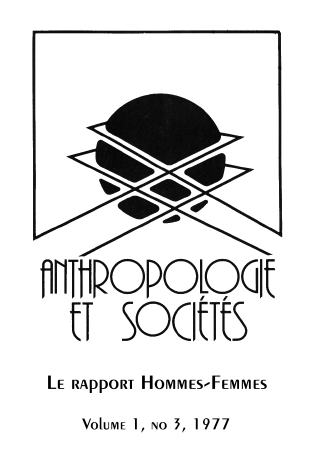 ANTHROPOLOGIE
ET SOCIÉTÉS
LE RAPPORT HOMMES-FEMMES
VOLUME 1, NO 3, 1977